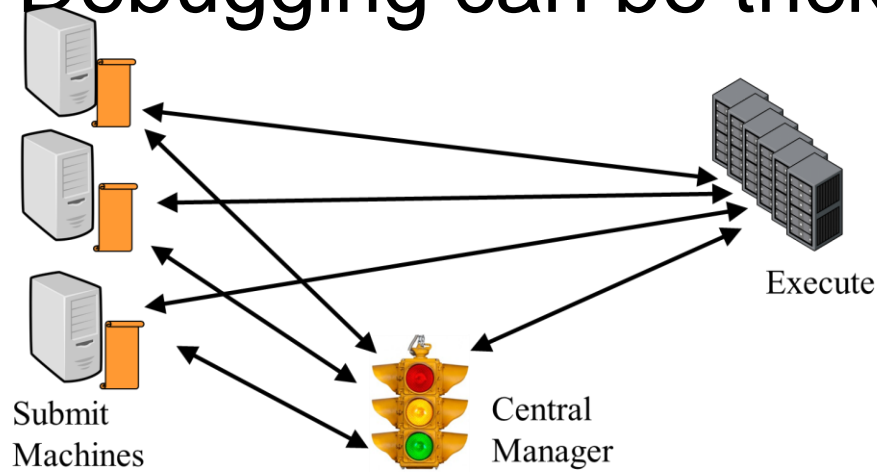 Debugging can be
Execute
Submit
Machines
Central
Manager